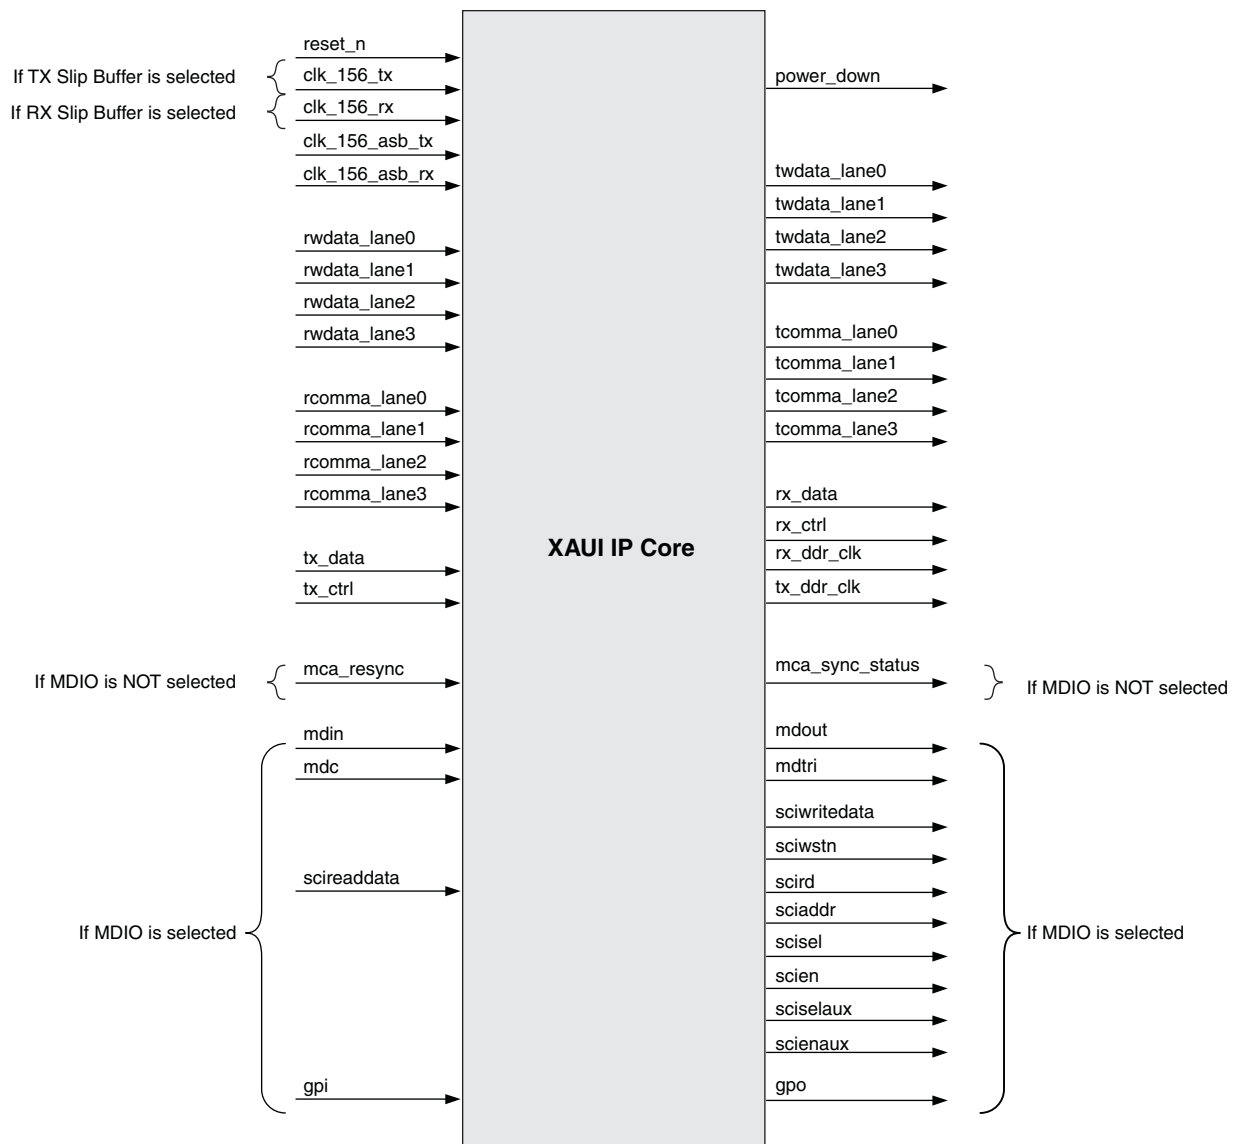 reset_n
If TX Slip Buffer is selected
clk_156_tx
power_down
If RX Slip Buffer is selected
clk_156_rx
clk_156_asb_tx
clk_156_asb_rx
twdata_lane0
twdata_lane1
rwdata_lane0
twdata_lane2
rwdata_lane1
twdata_lane3
rwdata_lane2
rwdata_lane3
tcomma_lane0
tcomma_lane1
rcomma_lane0
tcomma_lane2
rcomma_lane1
tcomma_lane3
rcomma_lane2
rcomma_lane3
rx_data
rx_ctrl
XAUI IP Core
rx_ddr_clk
tx_data
tx_ddr_clk
tx_ctrl
mca_resync
mca_sync_status
If MDIO is NOT selected
If MDIO is NOT selected
mdin
mdout
mdc
mdtri
sciwritedata
sciwstn
scireaddata
scird
sciaddr
If MDIO is selected
If MDIO is selected
scisel
scien
sciselaux
scienaux
gpi
gpo